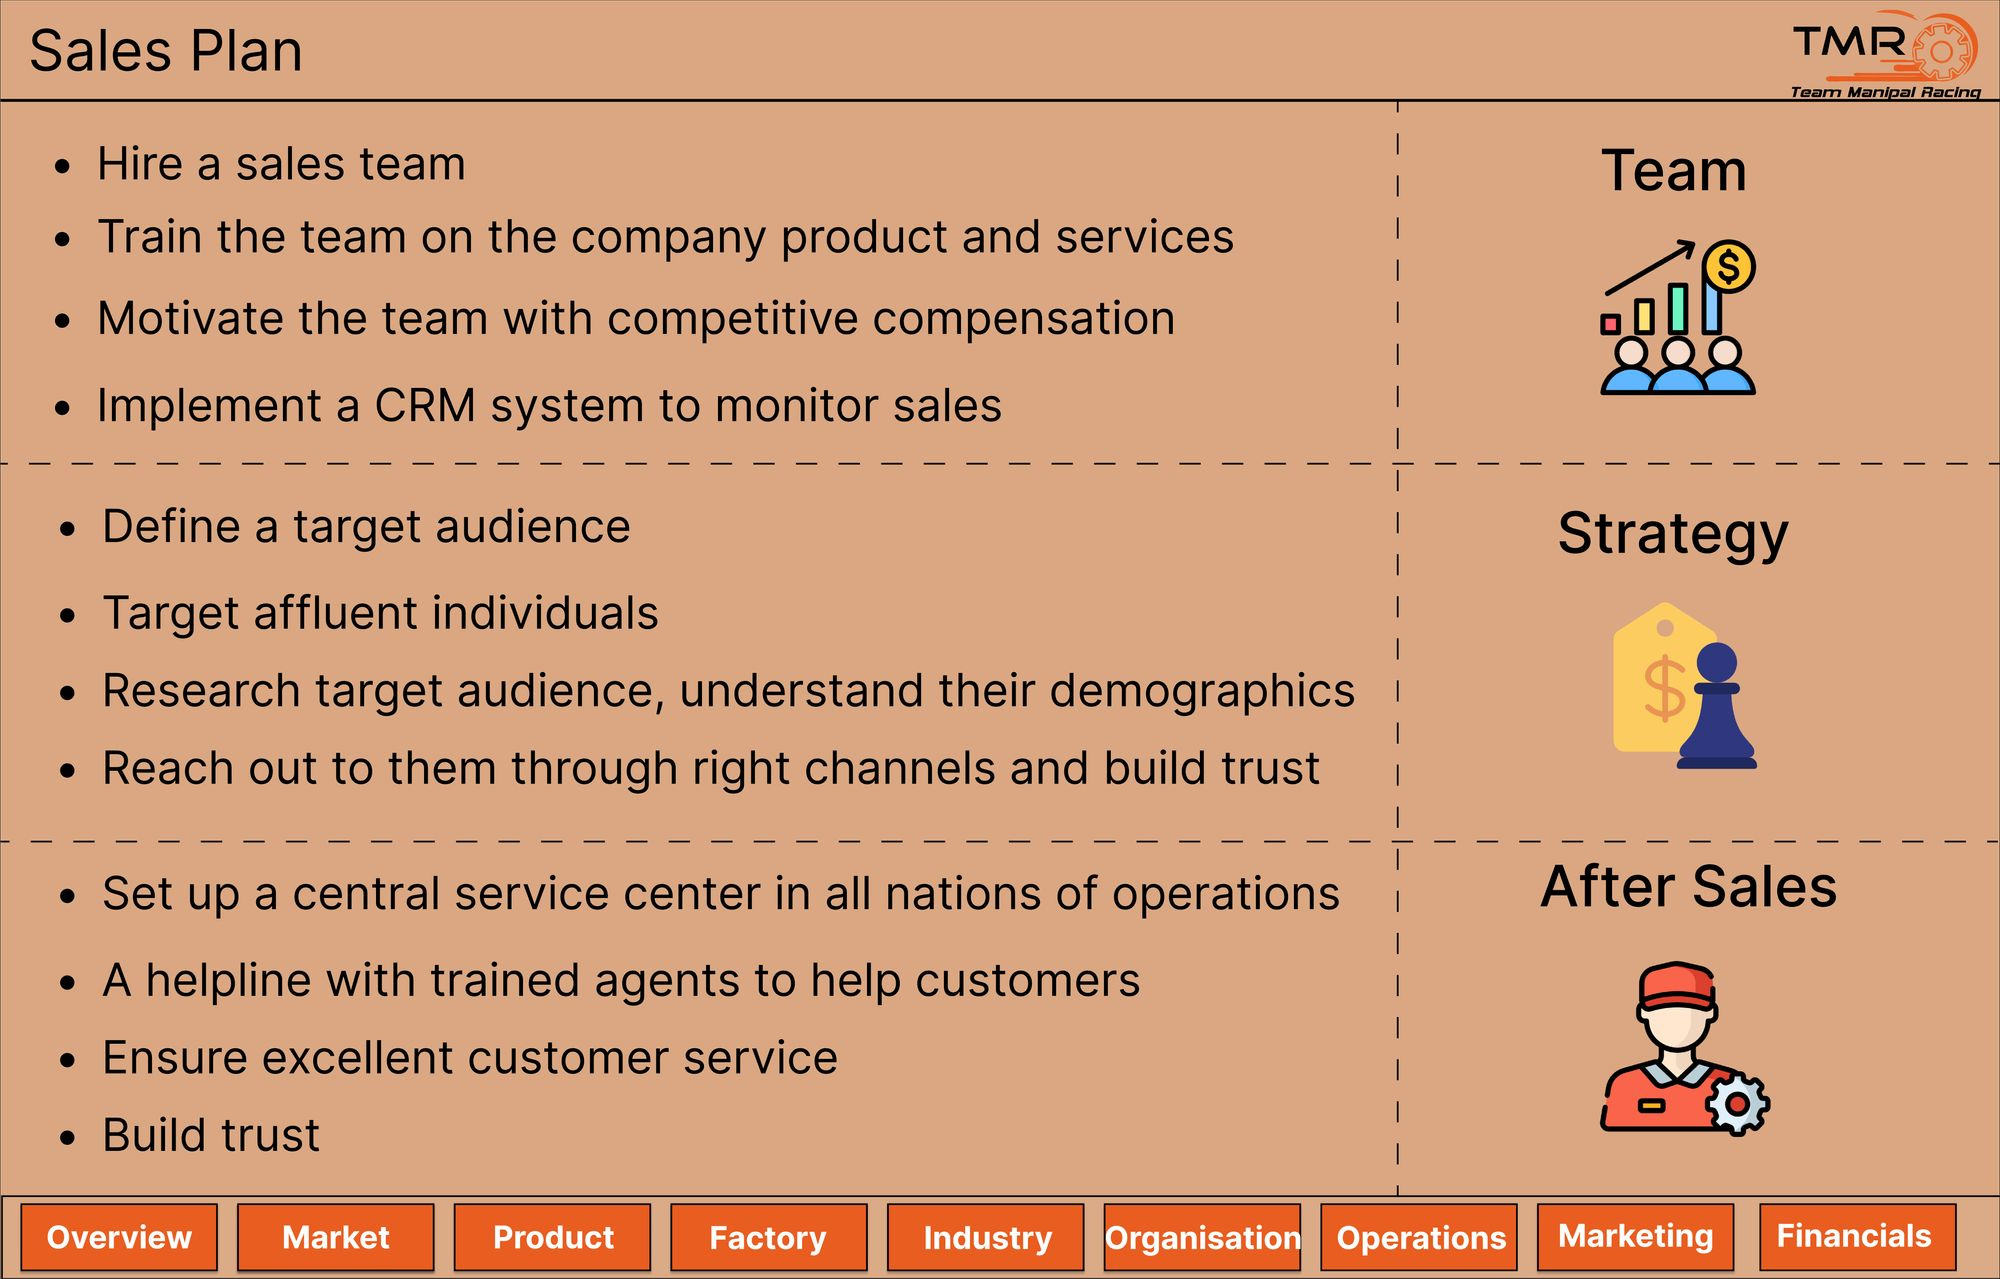 Sales Plan
TMR
Team Manipal Racing
• Hire a sales team
• Train the team on the company product and services
• Motivate the team with competitive compensation
• Implement a CRM system to monitor sales
Team
$
• Define a target audience
• Target affluent individuals
• Research target audience, understand their demographics
• Reach out to them through right channels and build trust
Strategy
$
• Set up a central service center in all nations of operations
• A helpline with trained agents to help customers
• Ensure excellent customer service
• Build trust
After Sales
Overview
Market
Product
Factory
Industry
Organisation
Operations
Marketing
Financials